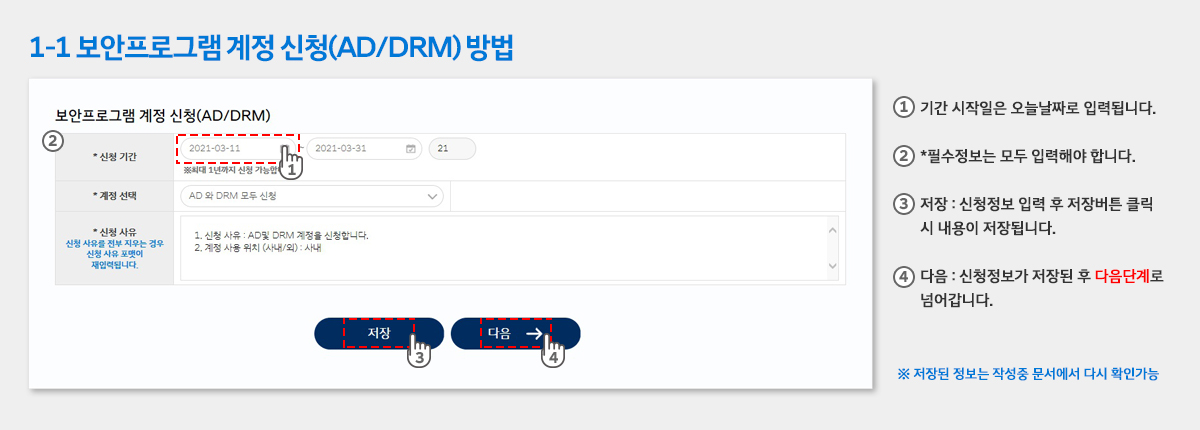 1-1 보안프로그램 계정 신청(AD/DRM) 방법
보안프로그램 계정 신청(AD/DRM)
2
* 신청 기간
2021-03-11
-
2021-03-31
21
1
※최대 1년까지 신청 가능합
* 계정 선택
AD 와 DRM 모두 신청
* 신청 사유
신청 사유를 전부 지우는 경우
신청 사유 포맷이
재입력됩니다.
1. 신청 사유 : AD및 DRM 계정을 신청합니다.
2. 계정 사용 위치 (사내/외) : 사내
저장
3
다음 →
4
① 기간 시작일은 오늘날짜로 입력됩니다.
② *필수정보는 모두 입력해야 합니다.
③ 저장 : 신청정보 입력 후 저장버튼 클릭
시 내용이 저장됩니다.
④ 다음 : 신청정보가 저장된 후 다음단계로
넘어갑니다.
※ 저장된 정보는 작성중 문서에서 다시 확인가능